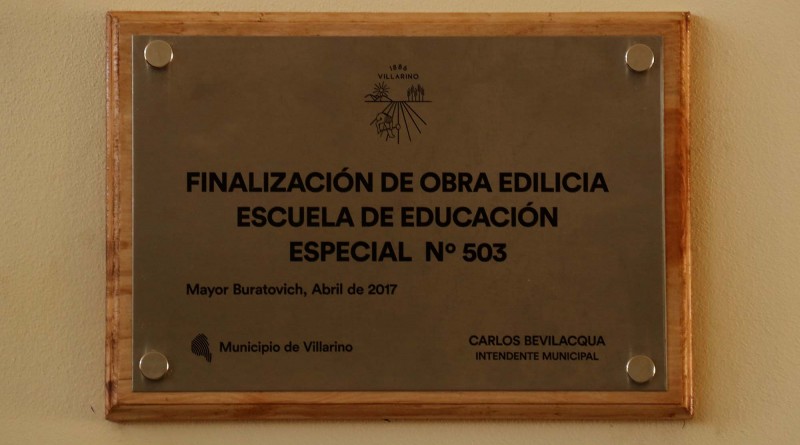 1886
VILLARINO
FINALIZACIÓN DE OBRA EDILICIA
ESCUELA DE EDUCACIÓN
ESPECIAL Nº 503
Mayor Buratovich, Abril de 2017
Municipio de Villarino
CARLOS BEVILACQUA
INTENDENTE MUNICIPAL